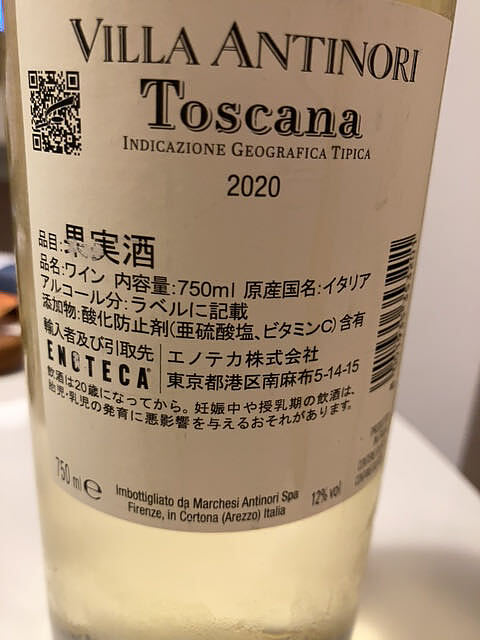 VILLA ANTINORI
Toscana
INDICAZIONE GEOGRAFICA TIPICA
2020
品目:果実酒
品名:ワイン 内容量:750ml 原産国名:イタリア
アルコール分:ラベルに記載
添加物:酸化防止剤(亜硫酸塩、ビタミンC)含有
輸入者及び引取先
ENOTECA
エノテカ株式会社
東京都港区南麻布5-14-15
飲酒は20歳になってから。妊娠中や授乳期の飲酒は、
胎児・乳児の発育に悪影響を与えるおそれがあります。
750 ml e
Imbottigliato da Marchesi Antinori Spa
Firenze, in Cortona (Arezzo) Italia
12% vol